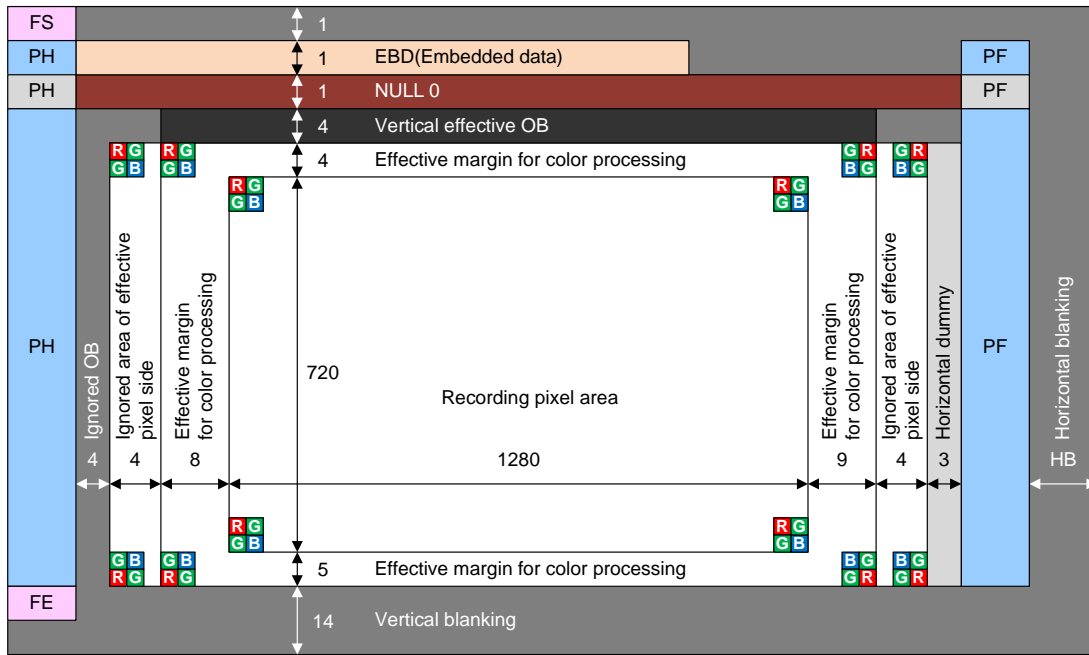 FS
1
PH
1
EBD(Embedded data)
PF
PH
1
NULL 0
PF
4
Vertical effective OB
R G R G
G B G B
4
Effective margin for color processing
G R G R
B G B G
R G
G B
R G
G B
PH
Ignored OB
4
Ignored area of effective
pixel side
4
Effective margin
for color processing
8
720
Recording pixel area
1280
Effective margin
for color processing
9
Ignored area of effective
pixel side
4
Horizontal dummy
3
PF
Horizontal blanking
HB
R G
G B
R G
G B
G B G B
R G R G
5
Effective margin for color processing
B G B G
G R G R
FE
14
Vertical blanking